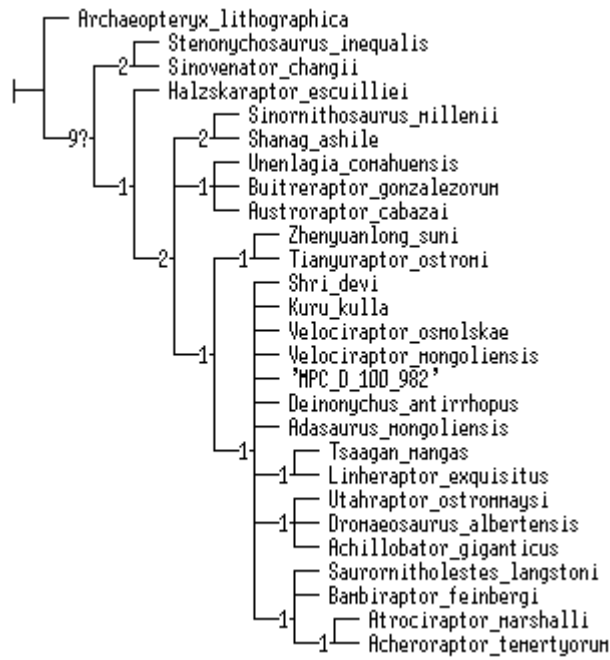 Archaeopteryx_lithographica
Stenonychosaurus_inequalis
2
Sinovenator_changii
Halzskaraptor_escuilliei
Sinornithosaurus_millenii
9?
2
Shanag_ashile
Unenlagia_comahuensis
1
1
Buitreraptor_gonzalezorum
Austroraptor_cabazai
Zhenyuanlong_suni
2
1
Tianyuraptor_ostromi
Shri_devi
Kuru_kulla
Velociraptor_osmolskae
1
Velociraptor_mongoliensis
'MPC_D_100_982'
Deinonychus_antirrhopus
Adasaurus_mongoliensis
1
Tsaagan_mangas
1
Linheraptor_exquisitus
Utahraptor_ostrommaysi
1
Dromaeosaurus_albertensis
Achillobator_giganticus
Saurornitholestes_langstoni
Bambiraptor_feinbergi
1
Atrociraptor_marshalli
1
Acheroraptor_temertyorum